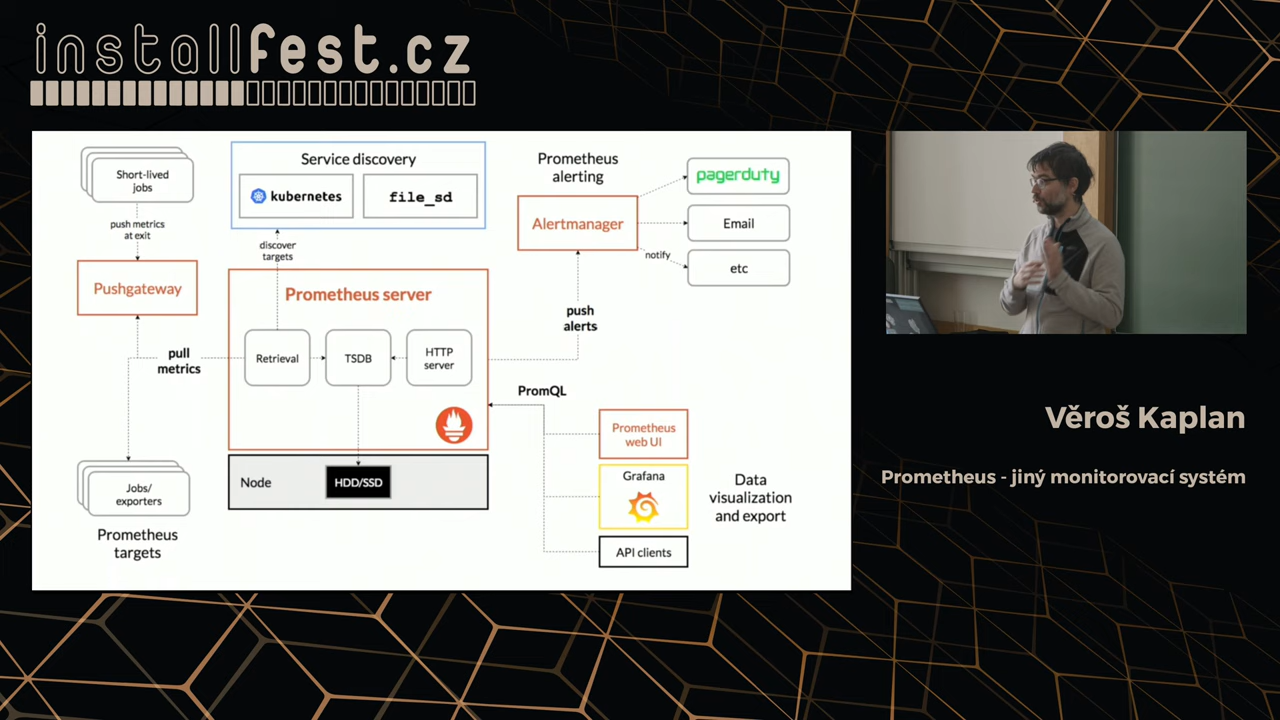 installfest.cz
Short-lived
jobs
push metrics
at exit
Pushgateway
pull
metrics
Jobs/
exporters
Prometheus
targets
Service discovery
kubernetes
file_sd
discover
targets
Prometheus server
Retrieval
TSDB
HTTP
server
Node
HDD/SSD
Prometheus
alerting
Alertmanager
pagerduty
Email
etc
notify
push
alerts
PromQL
Prometheus
web UI
Grafana
API clients
Data
visualization
and export
Věroš Kaplan
Prometheus - jiný monitorovací systém